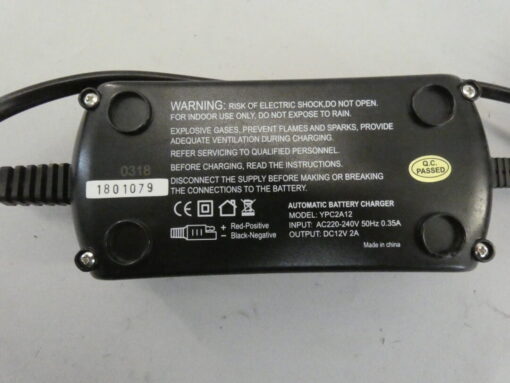 WARNING: RISK OF ELECTRIC SHOCK,DO NOT OPEN.
FOR INDOOR USE ONLY, DO NOT EXPOSE TO RAIN.
EXPLOSIVE GASES, PREVENT FLAMES AND SPARKS, PROVIDE
ADEQUATE VENTILATION DURING CHARGING.
REFER SERVICING TO QUALIFIED PERSONNEL.
BEFORE CHARGING, READ THE INSTRUCTIONS.
DISCONNECT THE SUPPLY BEFORE MAKING OR BREAKING
THE CONNECTIONS TO THE BATTERY.
0318
1801079
Q.C.
PASSED
CE
AUTOMATIC BATTERY CHARGER
MODEL: YPC2A12
INPUT: AC220-240V 50Hz 0.35A
OUTPUT: DC12V 2A
+ Red-Positive
- Black-Negative
Made in china